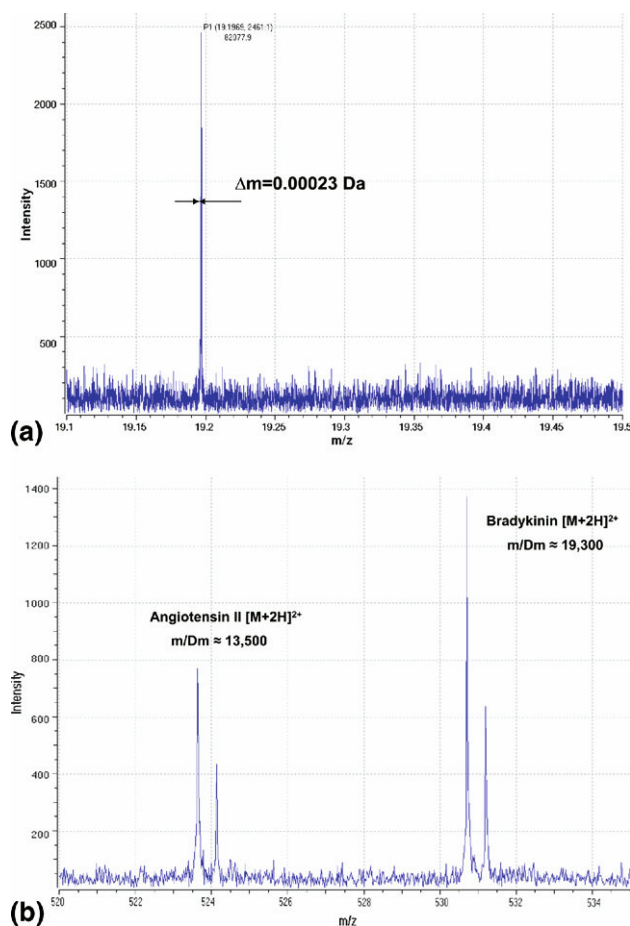 P1 (19.1969, 2461.1)
82377.9
2500
2000
1500
1000
500
Intensity
Δm=0.00023 Da
19.1 19.15 19.2 19.25 19.3 19.35 19.4 19.45 19.5
m/z
(a)
1400
1200
1000
800
600
400
200
Intensity
Bradykinin [M+2H]²⁺
m/Dm ≈ 19,300
Angiotensin II [M+2H]²⁺
m/Dm ≈ 13,500
520 522 524 526 528 530 532 534
m/z
(b)